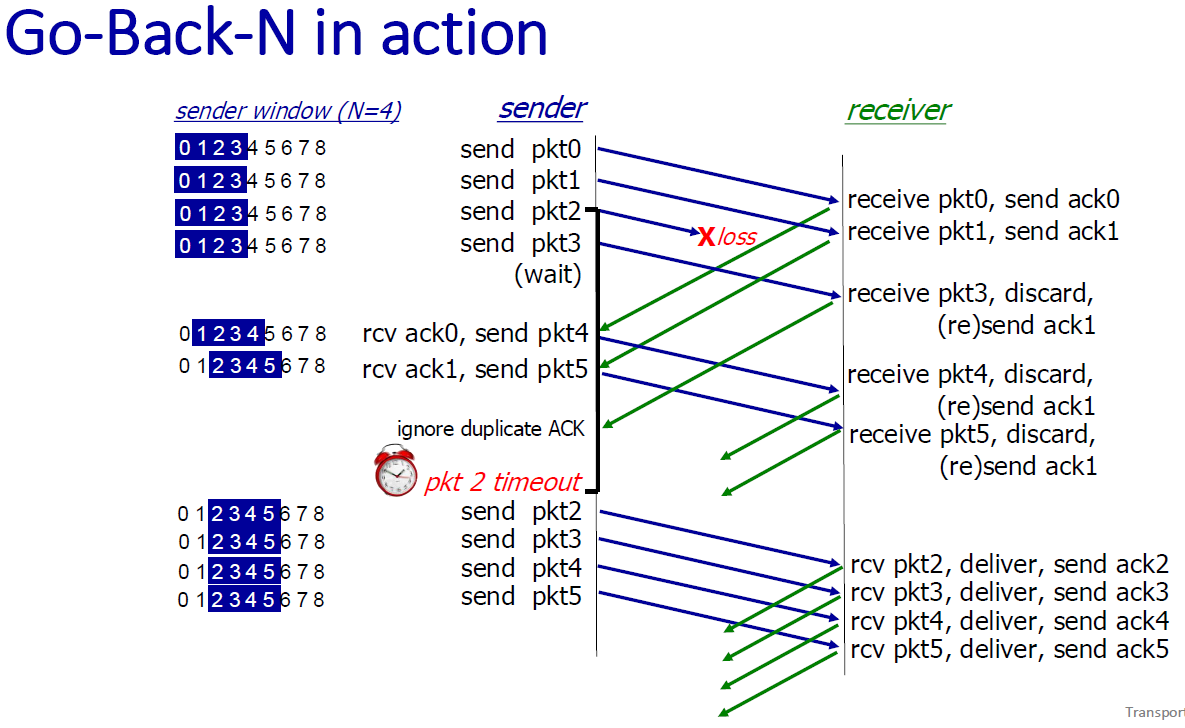 Go-Back-N in action
sender window (N=4)
sender
receiver
0 1 2 3 4 5 6 7 8
send pkt0
0 1 2 3 4 5 6 7 8
send pkt1
0 1 2 3 4 5 6 7 8
send pkt2
0 1 2 3 4 5 6 7 8
send pkt3
(wait)
X loss
receive pkt0, send ack0
receive pkt1, send ack1
receive pkt3, discard,
(re)send ack1
0 1 2 3 4 5 6 7 8
rcv ack0, send pkt4
0 1 2 3 4 5 6 7 8
rcv ack1, send pkt5
receive pkt4, discard,
(re)send ack1
receive pkt5, discard,
(re)send ack1
ignore duplicate ACK
pkt 2 timeout
0 1 2 3 4 5 6 7 8
send pkt2
0 1 2 3 4 5 6 7 8
send pkt3
0 1 2 3 4 5 6 7 8
send pkt4
0 1 2 3 4 5 6 7 8
send pkt5
rcv pkt2, deliver, send ack2
rcv pkt3, deliver, send ack3
rcv pkt4, deliver, send ack4
rcv pkt5, deliver, send ack5
Transport